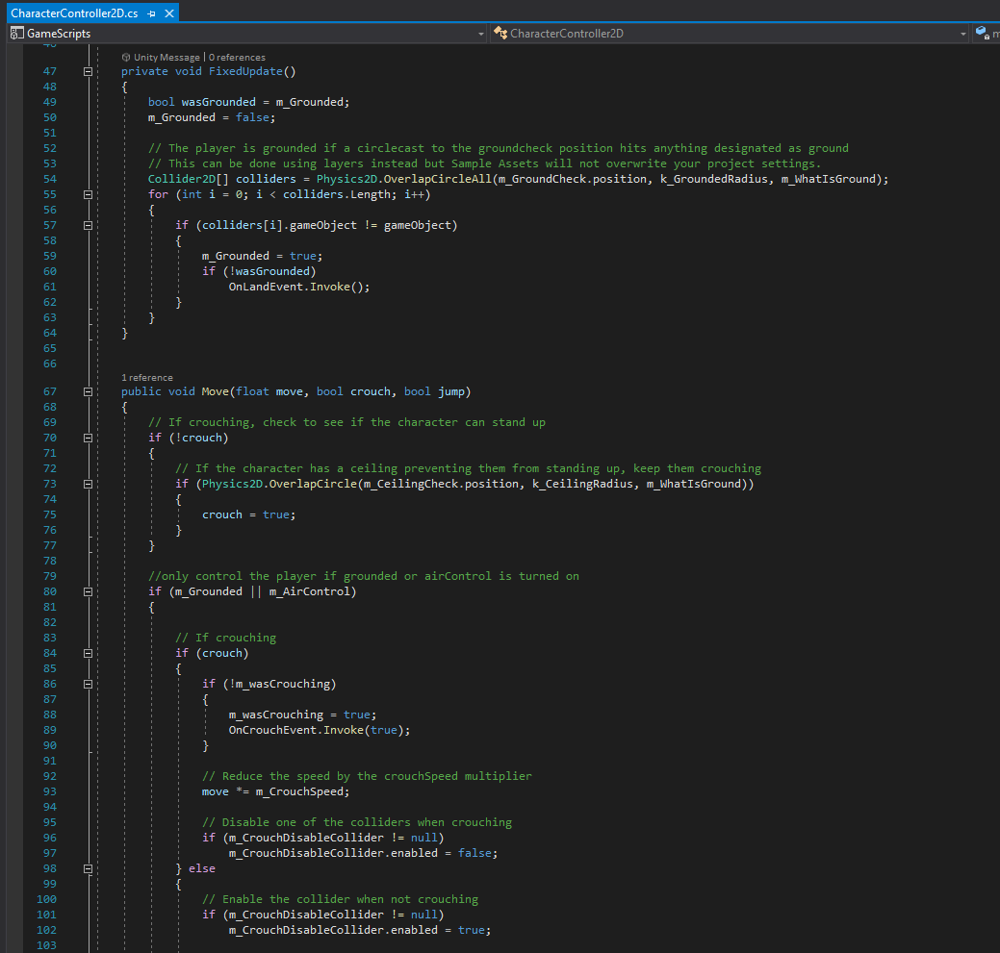 CharacterController2D.cs
GameScripts CharacterController2D
47 private void FixedUpdate()
Unity Message | 0 references
48 {
49 bool wasGrounded = m_Grounded;
50 m_Grounded = false;
51
52 // The player is grounded if a circlecast to the groundcheck position hits anything designated as ground
53 // This can be done using layers instead but Sample Assets will not overwrite your project settings.
54 Collider2D[] colliders = Physics2D.OverlapCircleAll(m_GroundCheck.position, k_GroundedRadius, m_WhatIsGround);
55 for (int i = 0; i < colliders.Length; i++)
56 {
57 if (colliders[i].gameObject != gameObject)
58 {
59 m_Grounded = true;
60 if (!wasGrounded)
61 OnLandEvent.Invoke();
62 }
63 }
64 }
65
66
1 reference
67 public void Move(float move, bool crouch, bool jump)
68 {
69 // If crouching, check to see if the character can stand up
70 if (!crouch)
71 {
72 // If the character has a ceiling preventing them from standing up, keep them crouching
73 if (Physics2D.OverlapCircle(m_CeilingCheck.position, k_CeilingRadius, m_WhatIsGround))
74 {
75 crouch = true;
76 }
77 }
78
79 //only control the player if grounded or airControl is turned on
80 if (m_Grounded || m_AirControl)
81 {
82
83 // If crouching
84 if (crouch)
85 {
86 if (!m_wasCrouching)
87 {
88 m_wasCrouching = true;
89 OnCrouchEvent.Invoke(true);
90 }
91
92 // Reduce the speed by the crouchSpeed multiplier
93 move *= m_CrouchSpeed;
94
95 // Disable one of the colliders when crouching
96 if (m_CrouchDisableCollider != null)
97 m_CrouchDisableCollider.enabled = false;
98 } else
99 {
100 // Enable the collider when not crouching
101 if (m_CrouchDisableCollider != null)
102 m_CrouchDisableCollider.enabled = true;
103